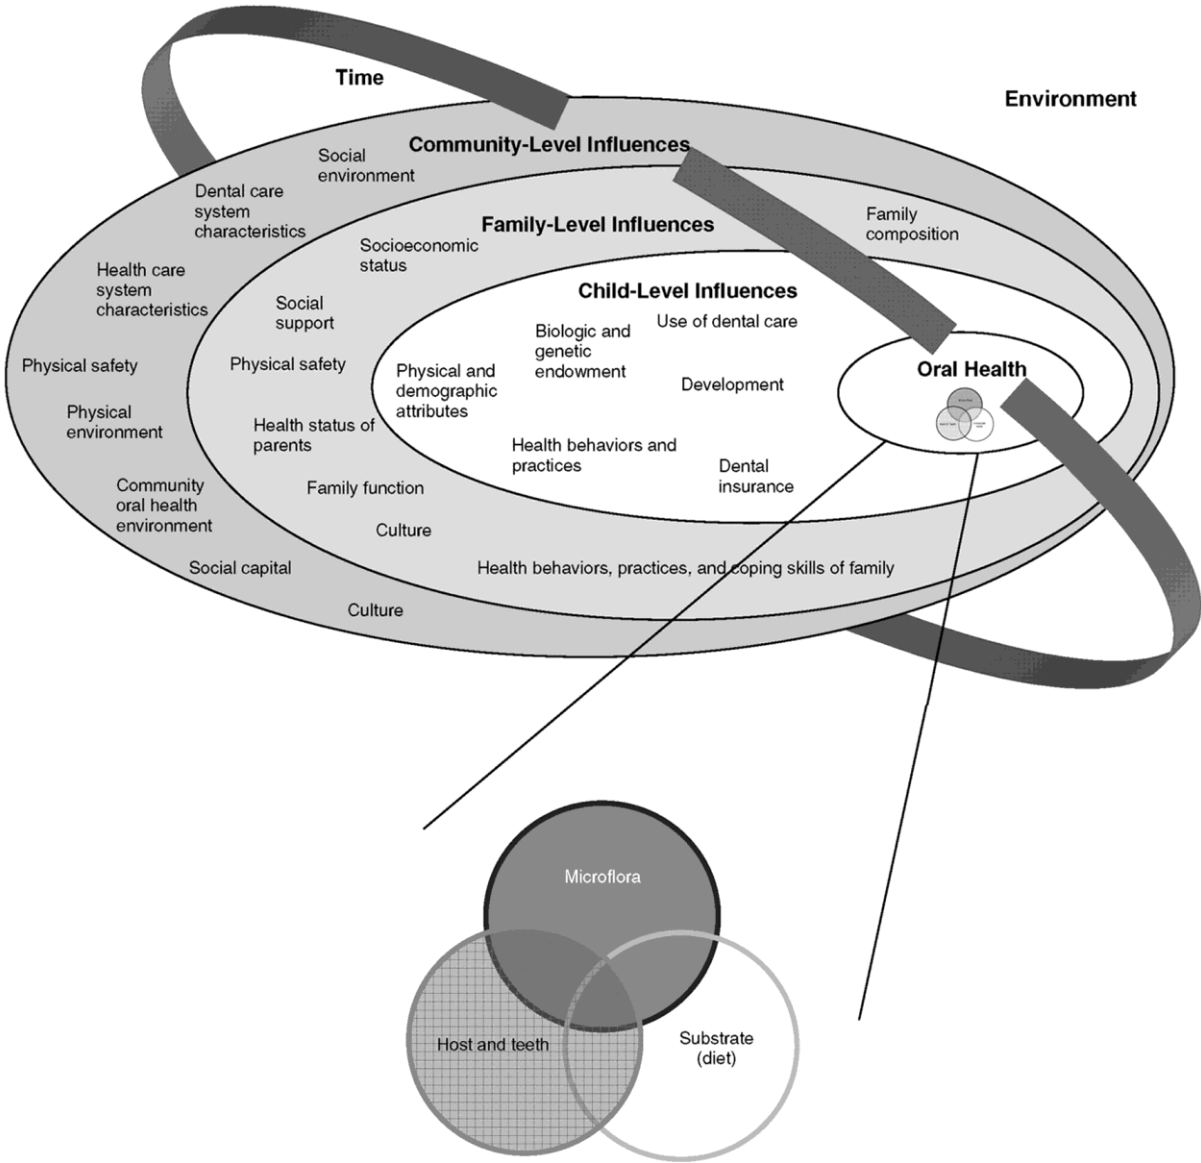 Time
Environment
Community-Level Influences
Social
environment
Dental care
system
characteristics
Health care
system
characteristics
Physical safety
Physical
environment
Community
oral health
environment
Social capital
Culture
Family-Level Influences
Family
composition
Socioeconomic
status
Social
support
Physical safety
Health status of
parents
Family function
Culture
Health behaviors, practices, and coping skills of family
Child-Level Influences
Use of dental care
Biologic and
genetic
endowment
Physical and
demographic
attributes
Development
Health behaviors and
practices
Dental
insurance
Oral Health
Microflora
Host and teeth
Substrate
(diet)